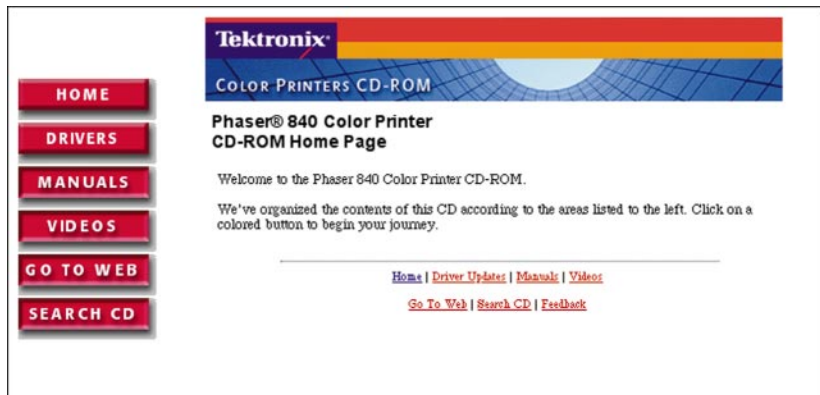 Tektronix
COLOR PRINTERS CD-ROM
HOME
DRIVERS
MANUALS
VIDEOS
GO TO WEB
SEARCH CD
Phaser® 840 Color Printer
CD-ROM Home Page
Welcome to the Phaser 840 Color Printer CD-ROM.
We've organized the contents of this CD according to the areas listed to the left. Click on a
colored button to begin your journey.
Home | Driver Updates | Manuals | Videos
Go To Web | Search CD | Feedback